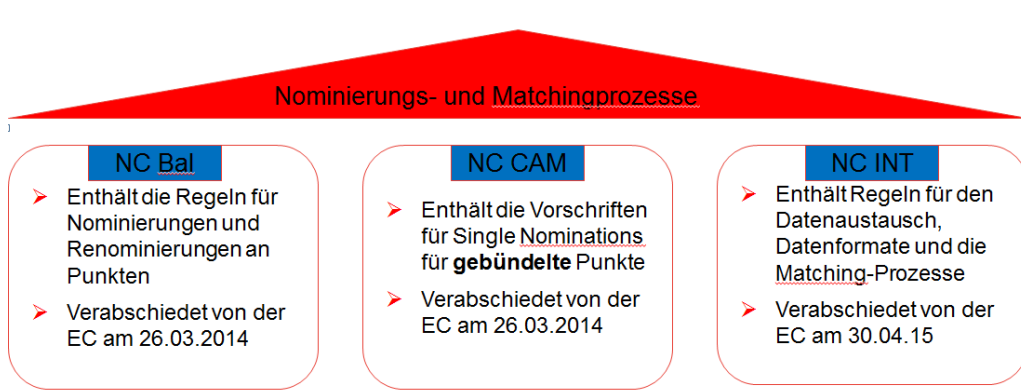 Nominierungs- und Matchingprozesse
NC Bal
Enthält die Regeln für
Nominierungen und
Renominierungen an
Punkten
Verabschiedet von der
EC am 26.03.2014
NC CAM
Enthält die Vorschriften
für Single Nominations
für gebündelte Punkte
Verabschiedet von der
EC am 26.03.2014
NC INT
Enthält Regeln für den
Datenaustausch,
Datenformate und die
Matching-Prozesse
Verabschiedet von der
EC am 30.04.15